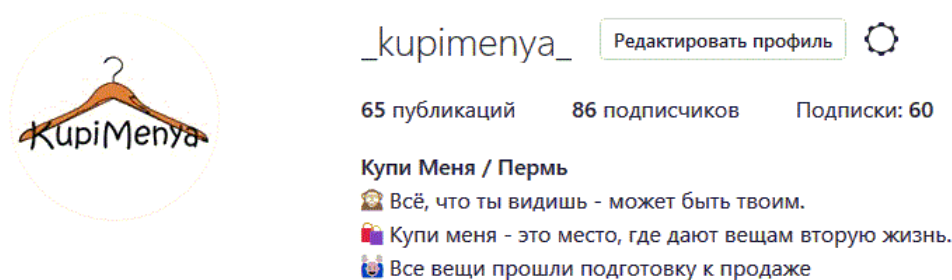 KupiMenya
_kupimenya_ Редактировать профиль
65 публикаций 86 подписчиков Подписки: 60
Купи Меня / Пермь
🙈 Всё, что ты видишь - может быть твоим.
🛍 Купи меня - это место, где дают вещам вторую жизнь.
🙌 Все вещи прошли подготовку к продаже